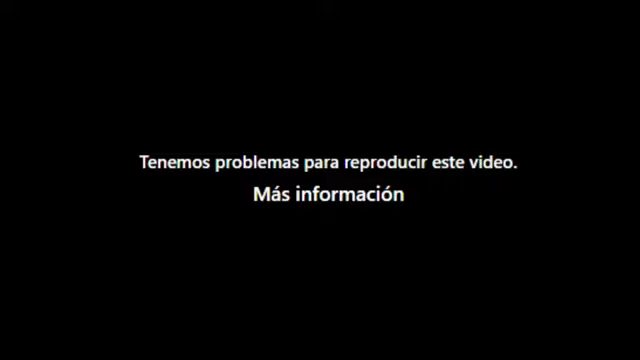 Tenemos problemas para reproducir este video.
Más información